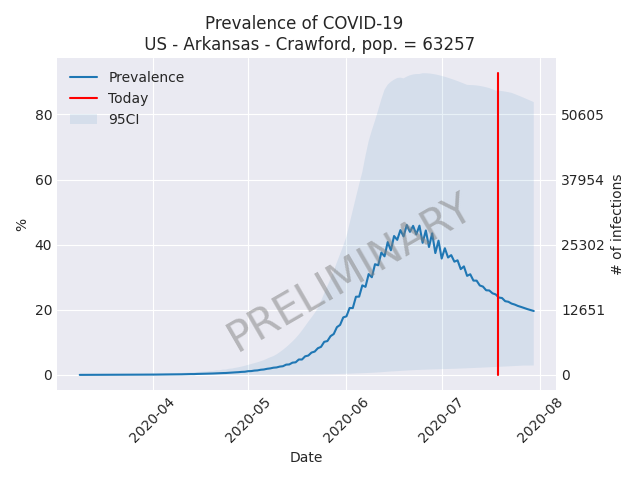 Prevalence of COVID-19
US - Arkansas - Crawford, pop. = 63257
Prevalence
Today
95CI
80
60
40
20
0
%
50605
37954
25302
12651
0
# of infections
PRELIMINARY
2020-04
2020-05
2020-06
2020-07
2020-08
Date